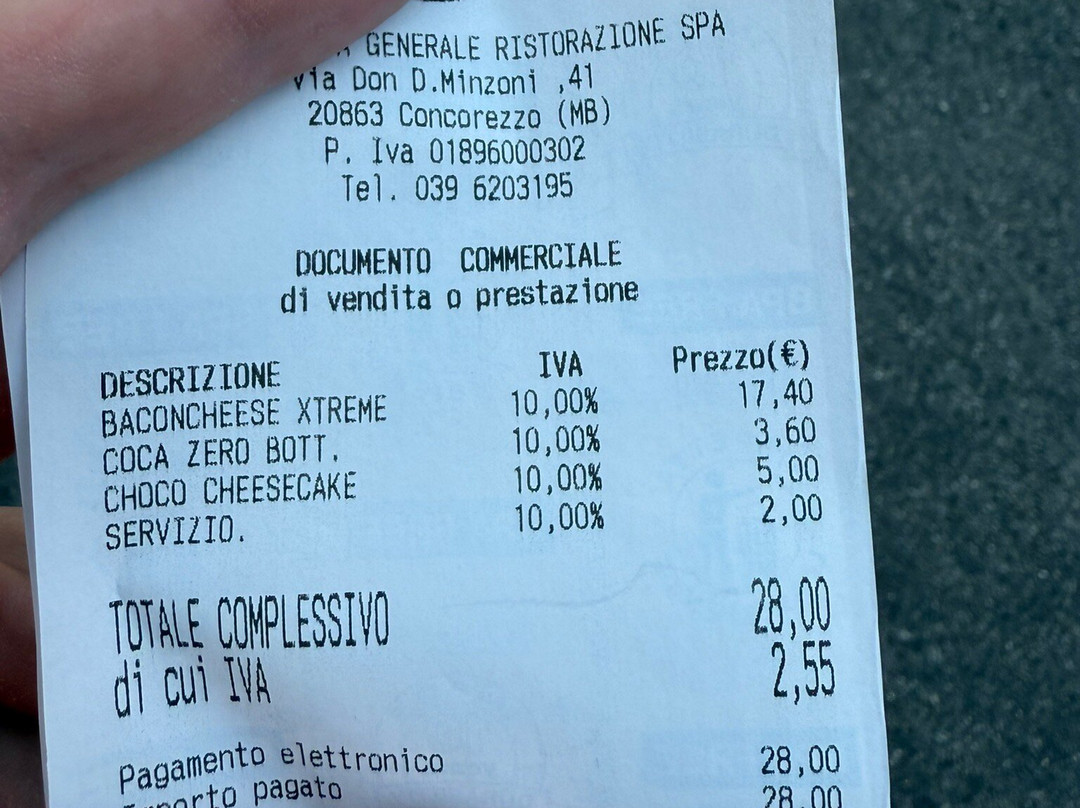 GENERALE RISTORAZIONE SPA
via Don D.Minzoni ,41
20863 Concorezzo (MB)
P. Iva 01896000302
Tel. 039 6203195
DOCUMENTO COMMERCIALE
di vendita o prestazione
DESCRIZIONE IVA Prezzo(€)
BACONCHEESE XTREME 10,00% 17,40
COCA ZERO BOTT. 10,00% 3,60
CHOCO CHEESECAKE 10,00% 5,00
SERVIZIO. 10,00% 2,00
TOTALE COMPLESSIVO 28,00
di cui IVA 2,55
Pagamento elettronico 28,00
pagato 28,00